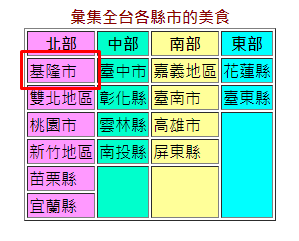 彙集全台各縣市的美食
北部 中部 南部 東部
基隆市 臺中市 嘉義地區 花蓮縣
雙北地區 彰化縣 臺南市 臺東縣
桃園市 雲林縣 高雄市
新竹地區 南投縣 屏東縣
苗栗縣
宜蘭縣